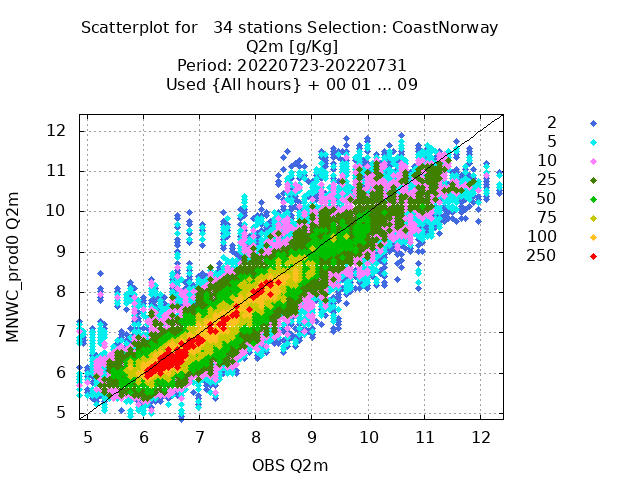 Scatterplot for   34 stations Selection: CoastNorway
Q2m [g/Kg]
Period: 20220723-20220731
Used {All hours} + 00 01 ... 09
2
5
10
25
50
75
100
250
12
11
10
9
8
7
6
5
MNWC_prod0 Q2m
5 6 7 8 9 10 11 12
OBS Q2m